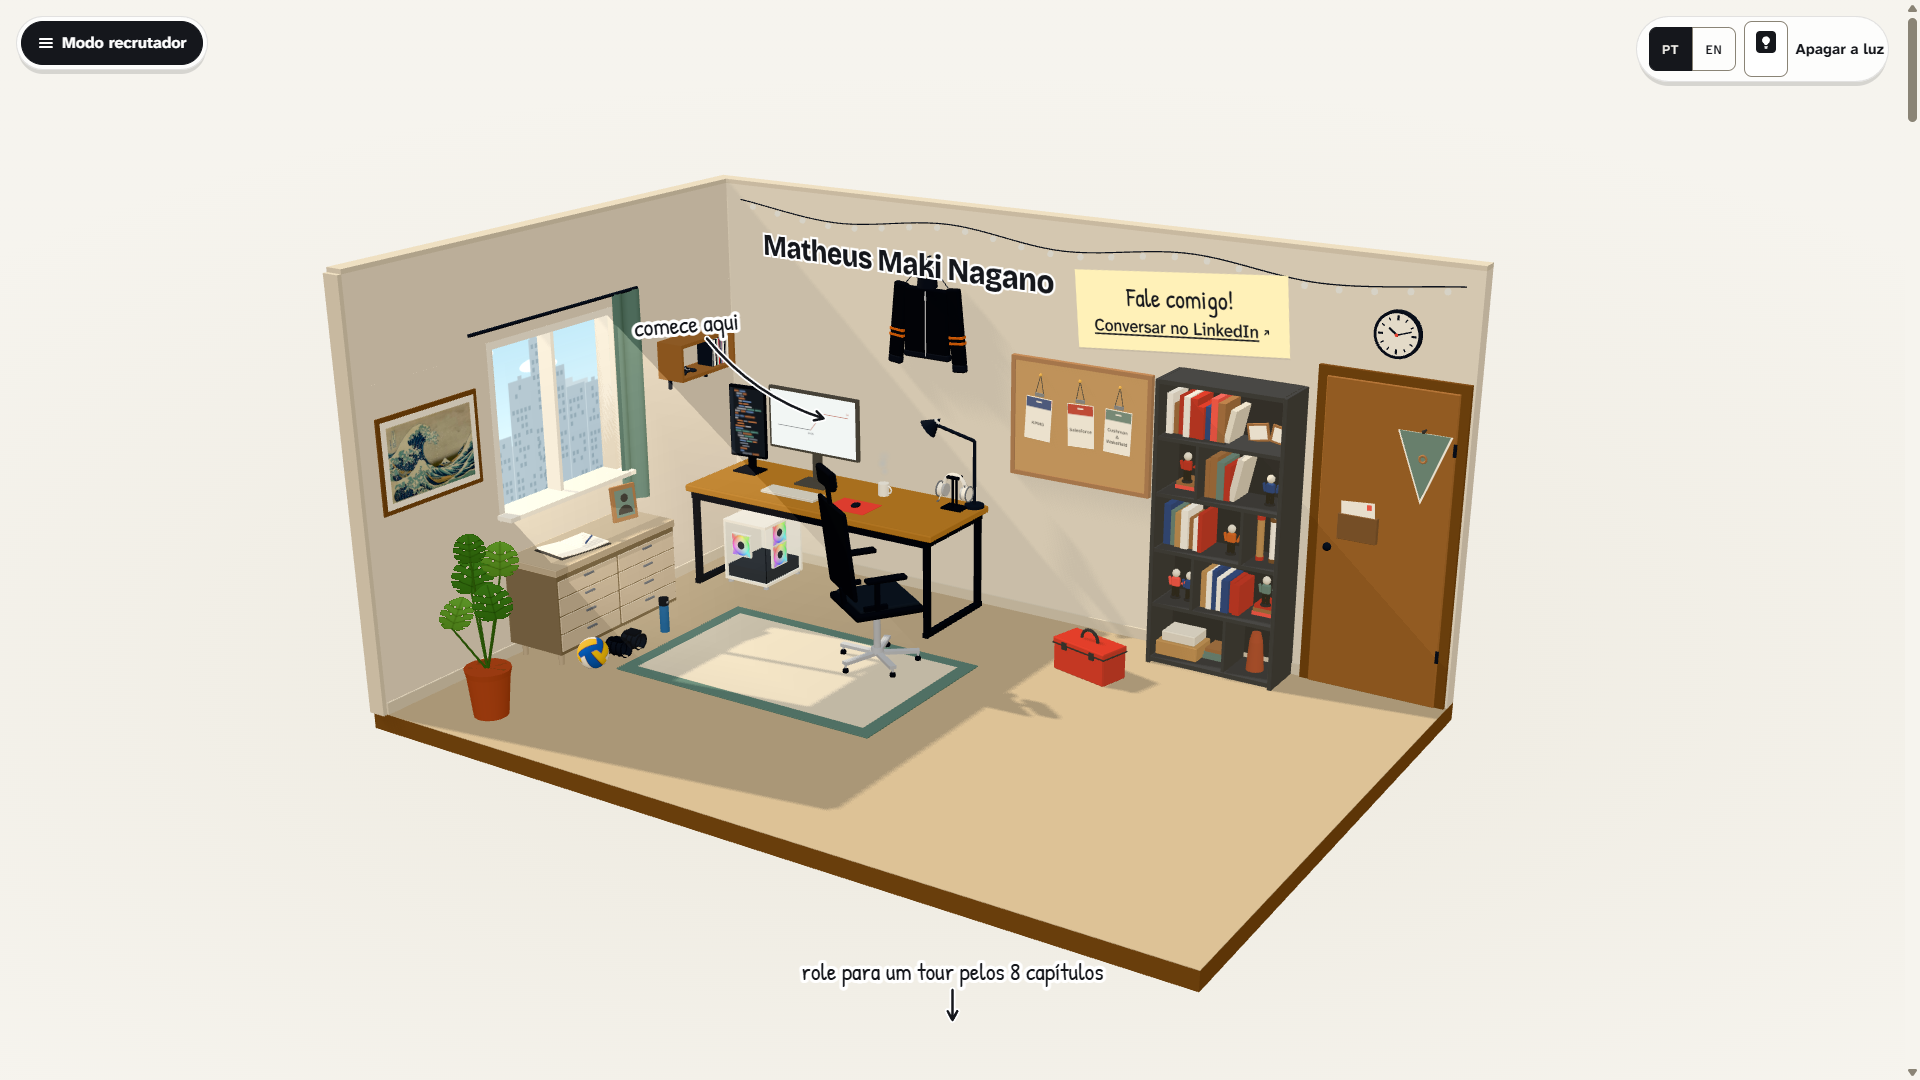 Modo recrutador
PT
EN
Apagar a luz
Matheus Maki Nagano
Fale comigo!
Conversar no LinkedIn
comece aqui
role para um tour pelos 8 capítulos